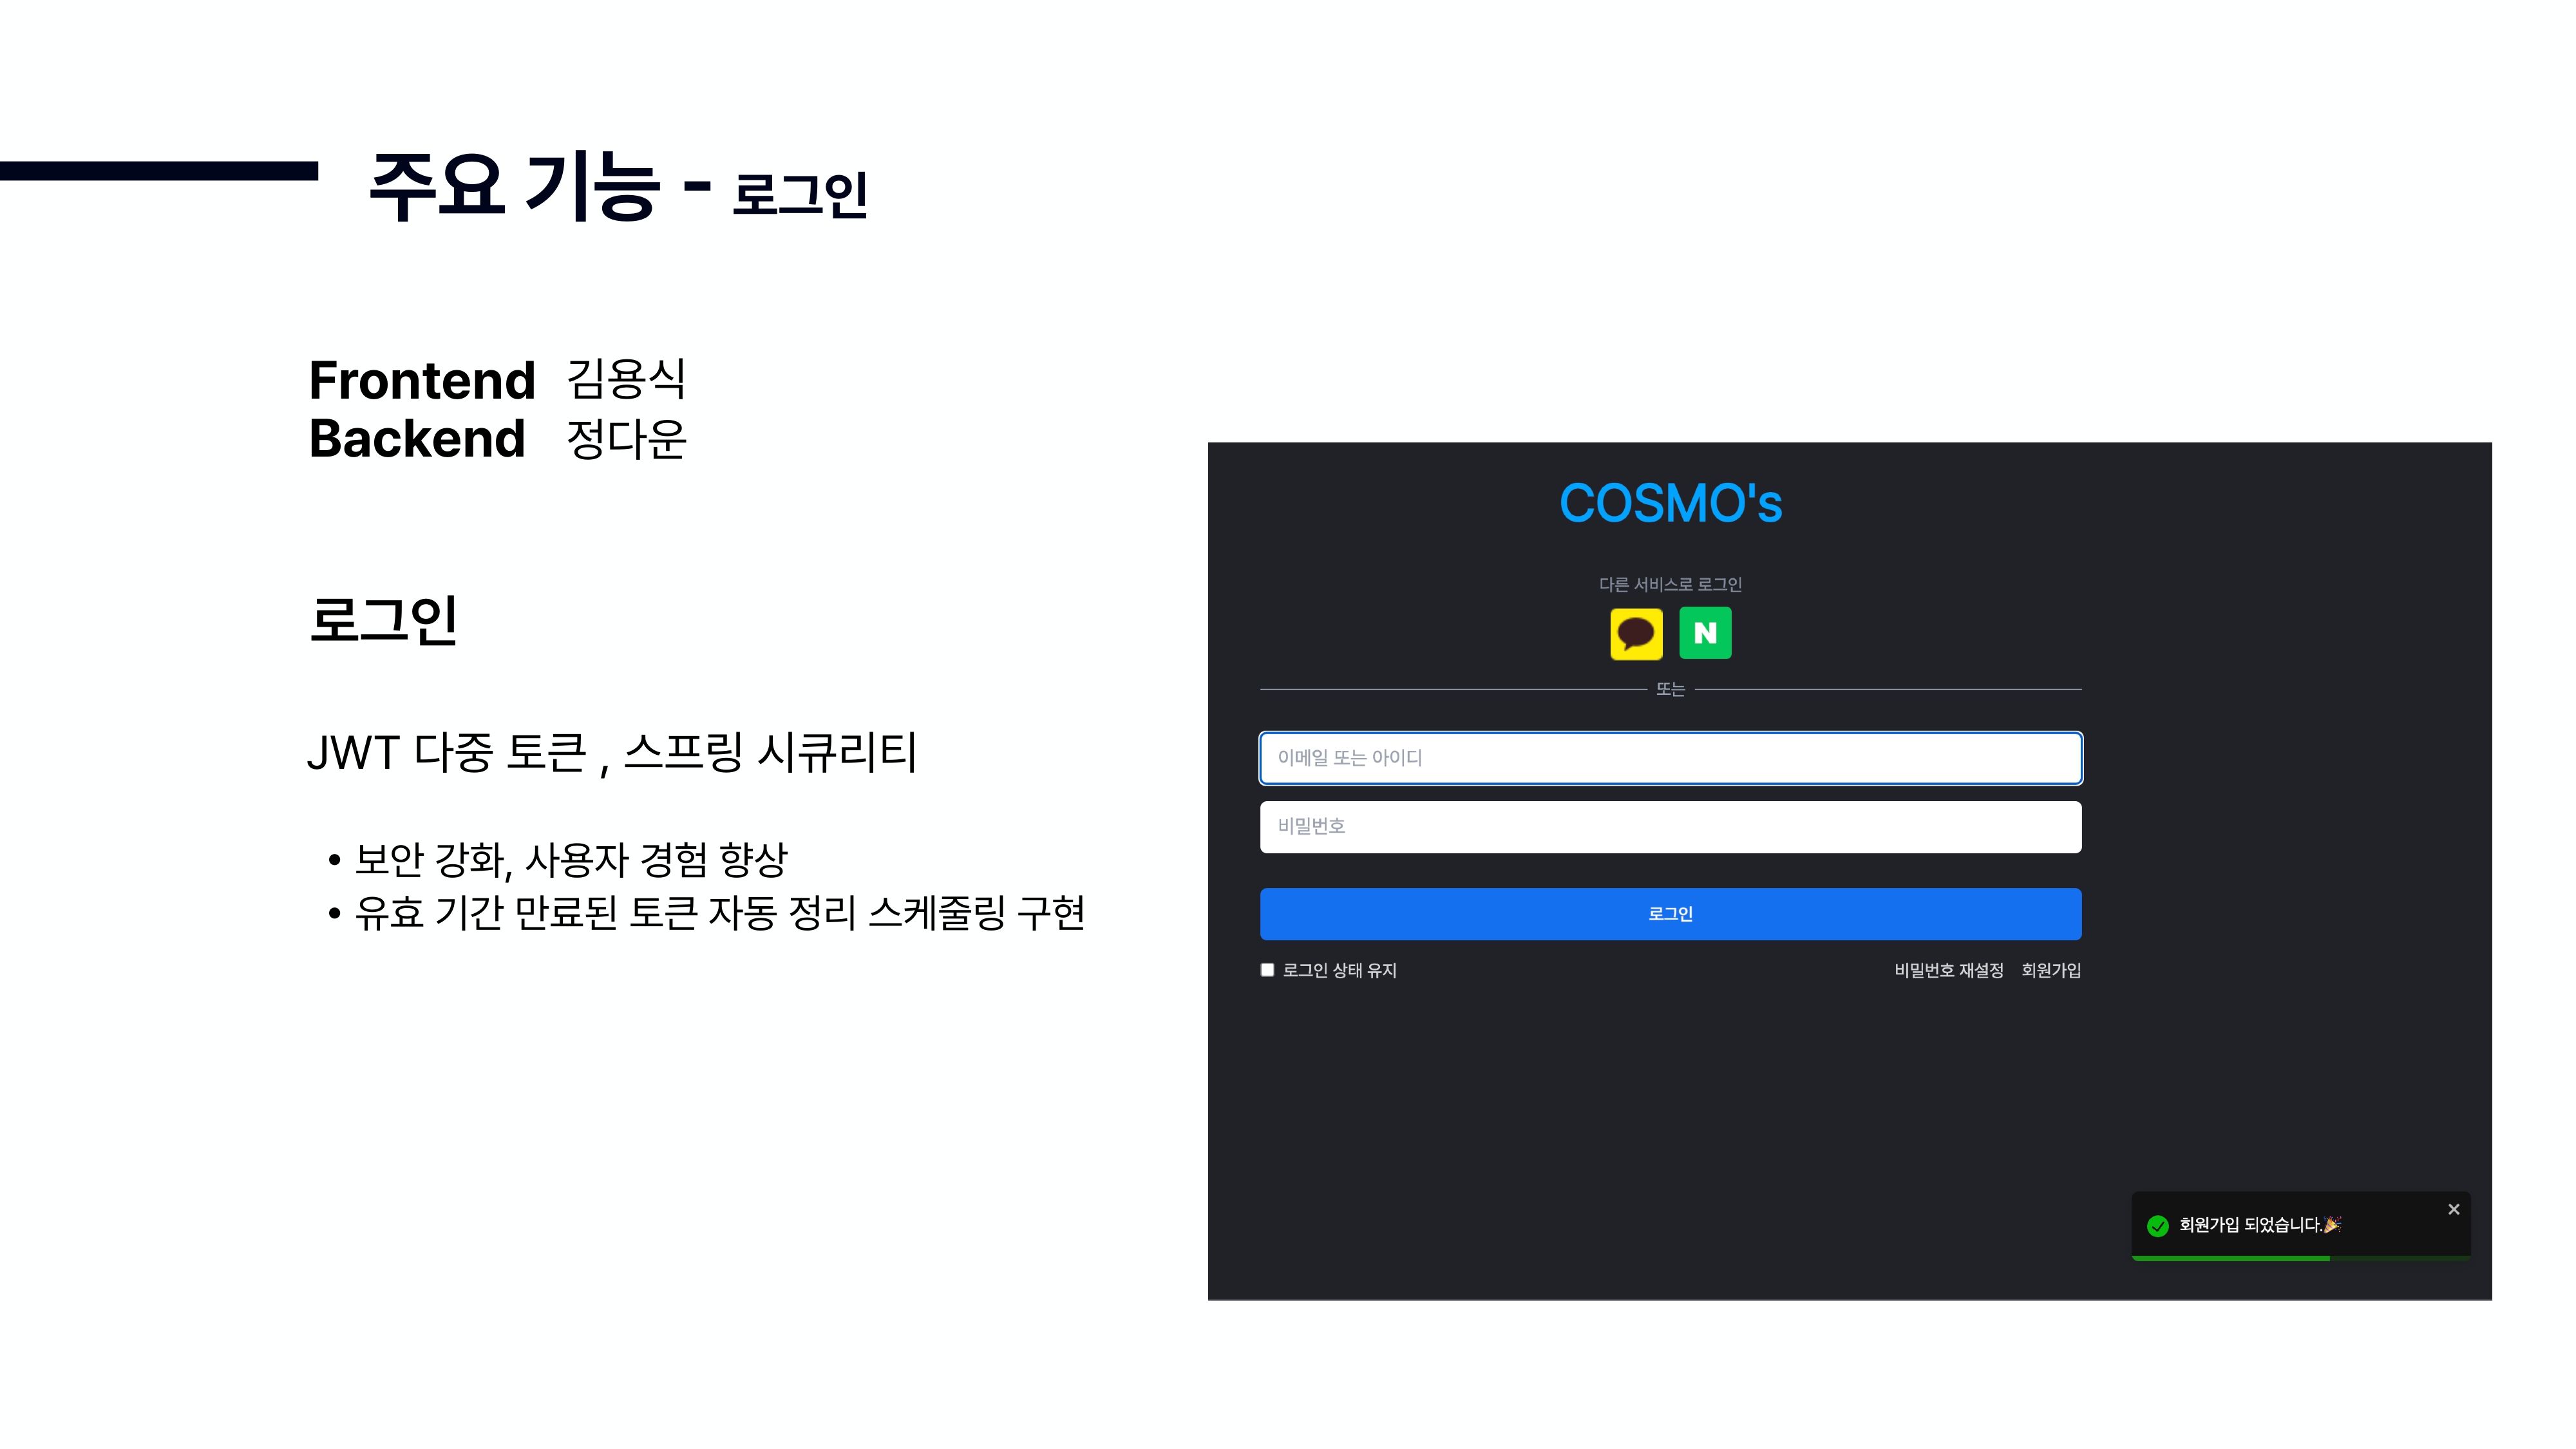 주요 기능 - 로그인
Frontend 김용식
Backend 정다운
로그인
JWT 다중 토큰 , 스프링 시큐리티
• 보안 강화, 사용자 경험 향상
• 유효 기간 만료된 토큰 자동 정리 스케줄링 구현
COSMO's
다른 서비스로 로그인
N
또는
이메일 또는 아이디
비밀번호
로그인
로그인 상태 유지 비밀번호 재설정 회원가입
회원가입 되었습니다.🎉